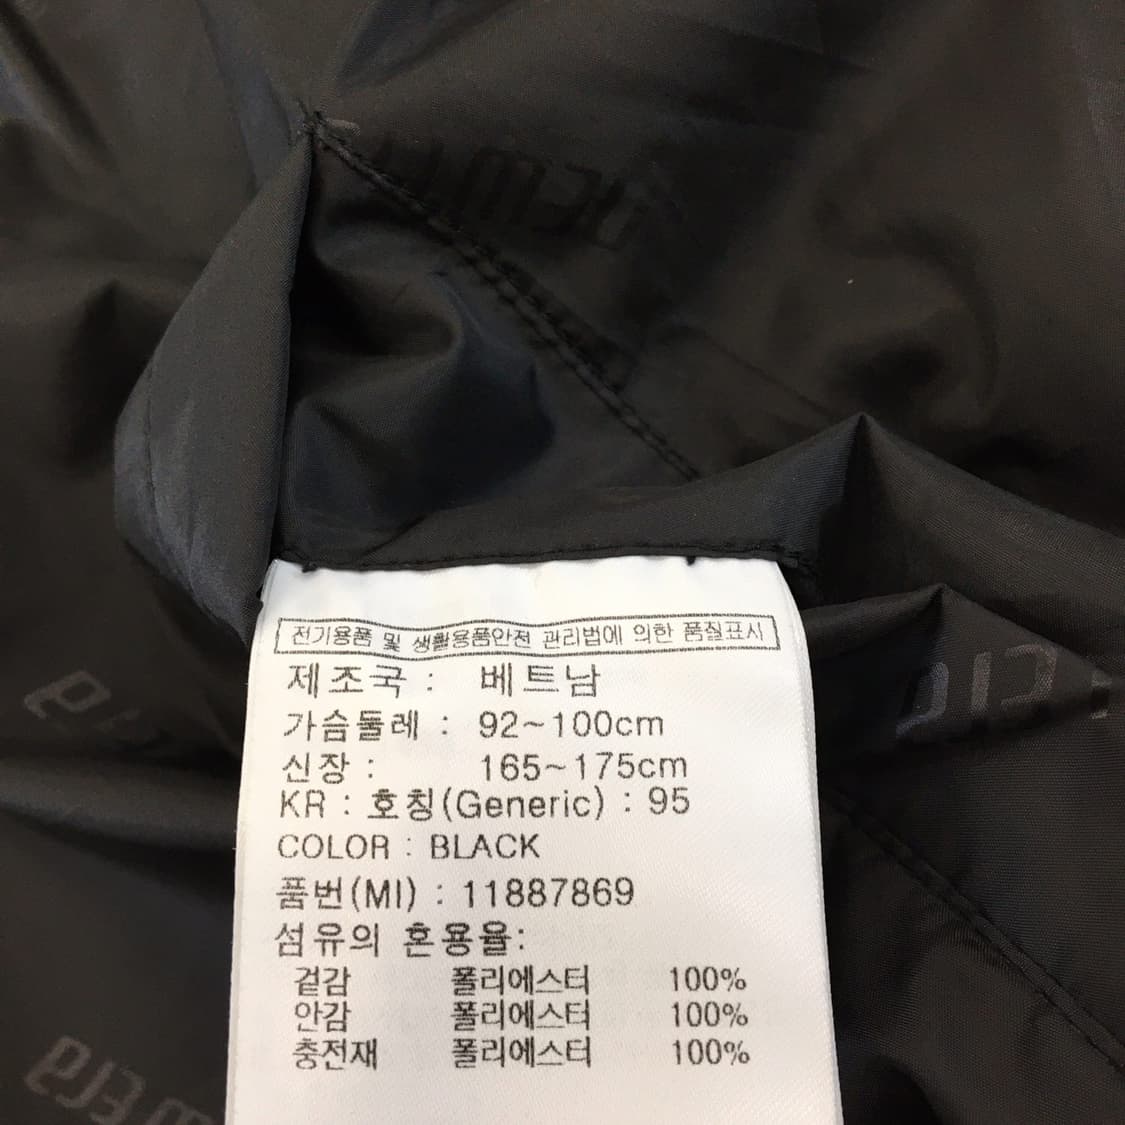 전기용품 및 생활용품안전 관리법에 의한 품질표시
제조국 : 베트남
가슴둘레 : 92~100cm
신장 : 165~175cm
KR : 호칭(Generic) : 95
COLOR : BLACK
품번(MI) : 11887869
섬유의 혼용율:
겉감 폴리에스터 100%
안감 폴리에스터 100%
충전재 폴리에스터 100%